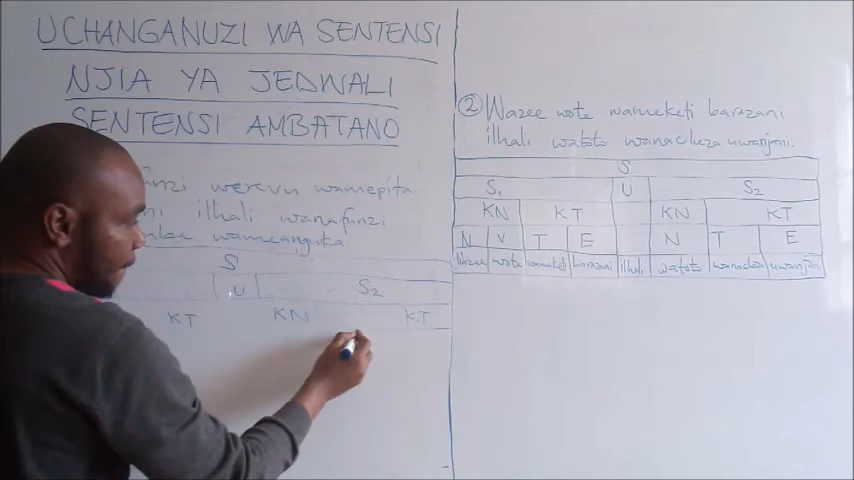 UCHANGANUZI WA SENTENSI
NJIA YA JEDWALI
SENTENSI AMBATANO
werevu wamepita
ilhali wanafunzi
wameanguka.
S
U S2
KT KN KT
② Wazee wote wameketi barazani
ilhali watoto wanacheza uwanjani.
S
S1 U S2
KN KT KN KT
N V T E N T E
Wazee wote wameketi barazani ilhali watoto wanacheza uwanjani